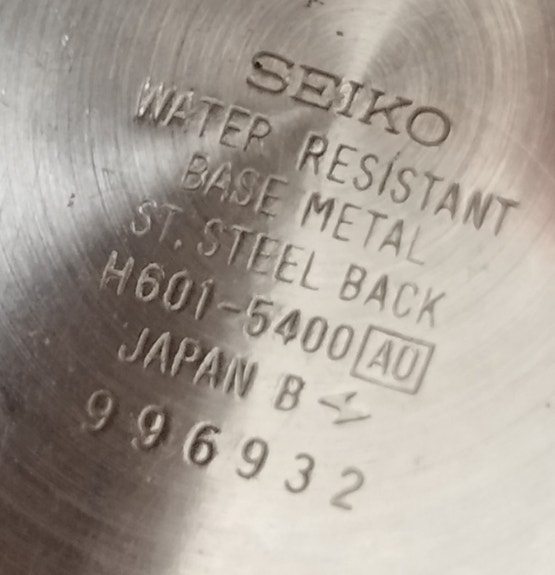 SEIKO
WATER RESISTANT
BASE METAL
ST. STEEL BACK
H601-5400 A0
JAPAN B
996932